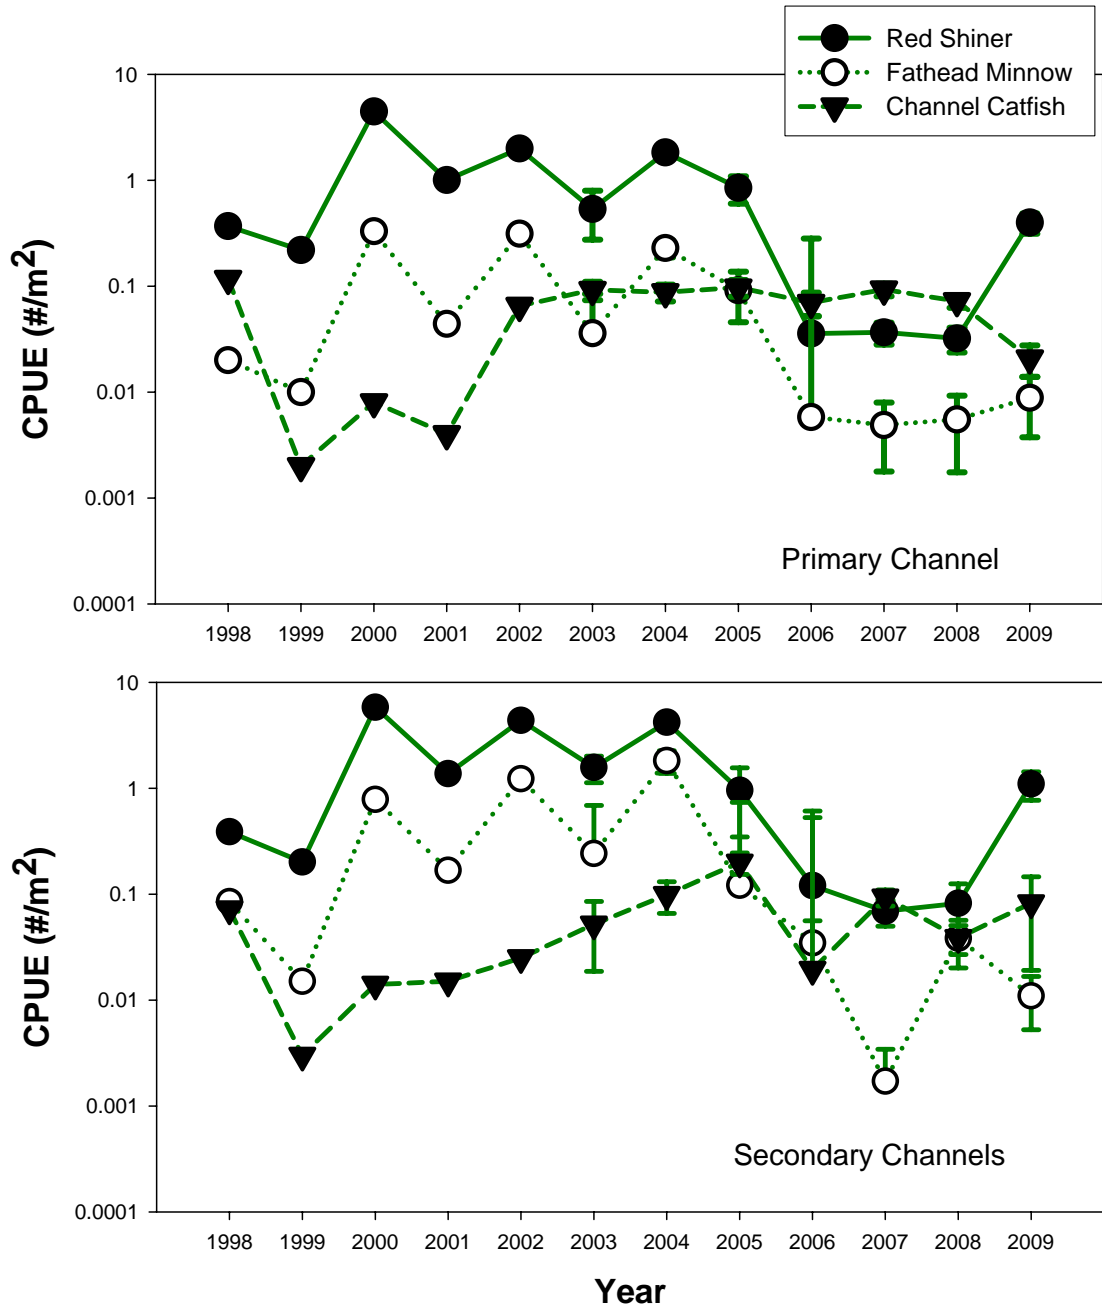 Red Shiner
Fathead Minnow
Channel Catfish
10
1
0.1
0.01
0.001
0.0001
CPUE (#/m²)
Primary Channel
1998 1999 2000 2001 2002 2003 2004 2005 2006 2007 2008 2009
10
1
0.1
0.01
0.001
0.0001
CPUE (#/m²)
Secondary Channels
1998 1999 2000 2001 2002 2003 2004 2005 2006 2007 2008 2009
Year